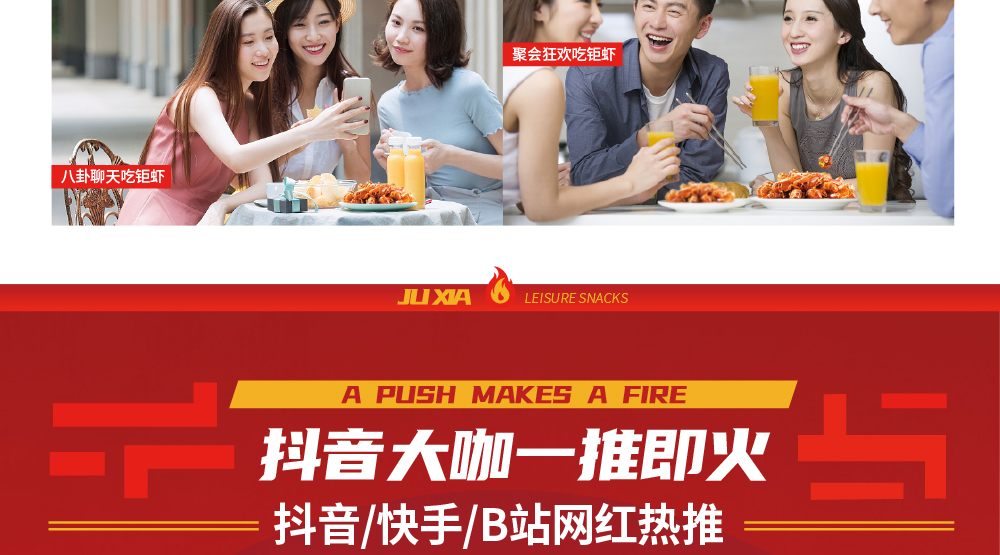 聚会狂欢吃钜虾
八卦聊天吃钜虾
JU XIA LEISURE SNACKS
A PUSH MAKES A FIRE
抖音大咖一推即火
抖音/快手/B站网红热推